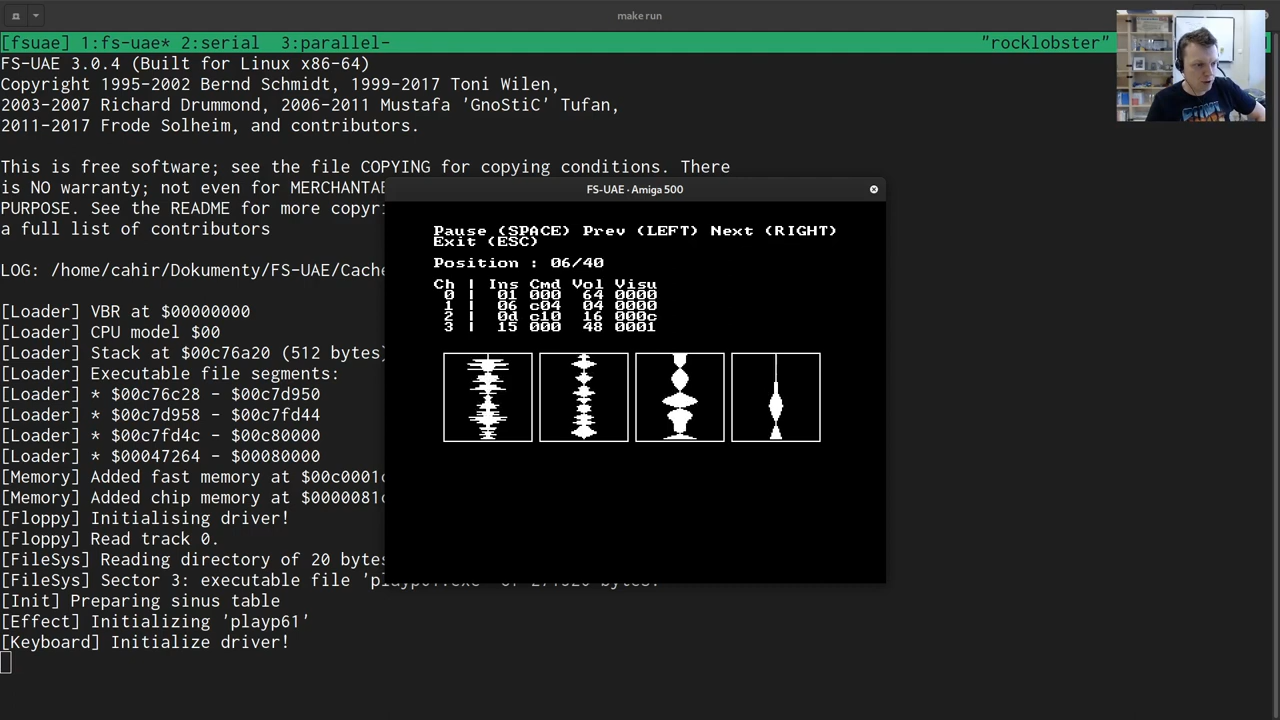 make run
[fsuae] 1:fs-uae* 2:serial 3:parallel- "rocklobster"
FS-UAE 3.0.4 (Built for Linux x86-64)
Copyright 1995-2002 Bernd Schmidt, 1999-2017 Toni Wilen,
2003-2007 Richard Drummond, 2006-2011 Mustafa 'GnoStiC' Tufan,
2011-2017 Frode Solheim, and contributors.
This is free software; see the file COPYING for copying conditions. There
is NO warranty; not even for MERCHANTAB
PURPOSE. See the README for more copyri
a full list of contributors
LOG: /home/cahir/Dokumenty/FS-UAE/Cache
[Loader] VBR at $00000000
[Loader] CPU model $00
[Loader] Stack at $00c76a20 (512 bytes)
[Loader] Executable file segments:
[Loader] * $00c76c28 - $00c7d950
[Loader] * $00c7d958 - $00c7fd44
[Loader] * $00c7fd4c - $00c80000
[Loader] * $00047264 - $00080000
[Memory] Added fast memory at $00c0001c
[Memory] Added chip memory at $0000081c
[Floppy] Initialising driver!
[Floppy] Read track 0.
[FileSys] Reading directory of 20 bytes
[FileSys] Sector 3: executable file
[Init] Preparing sinus table
[Effect] Initializing 'playp61'
[Keyboard] Initialize driver!
FS-UAE · Amiga 500
Pause (SPACE) Prev (LEFT) Next (RIGHT)
Exit (ESC)
Position : 06/40
Ch | Ins Cmd Vol Visu
0 | 01 000 64 0000
1 | 06 c04 04 0000
2 | 0d c10 16 000c
3 | 15 000 48 0001